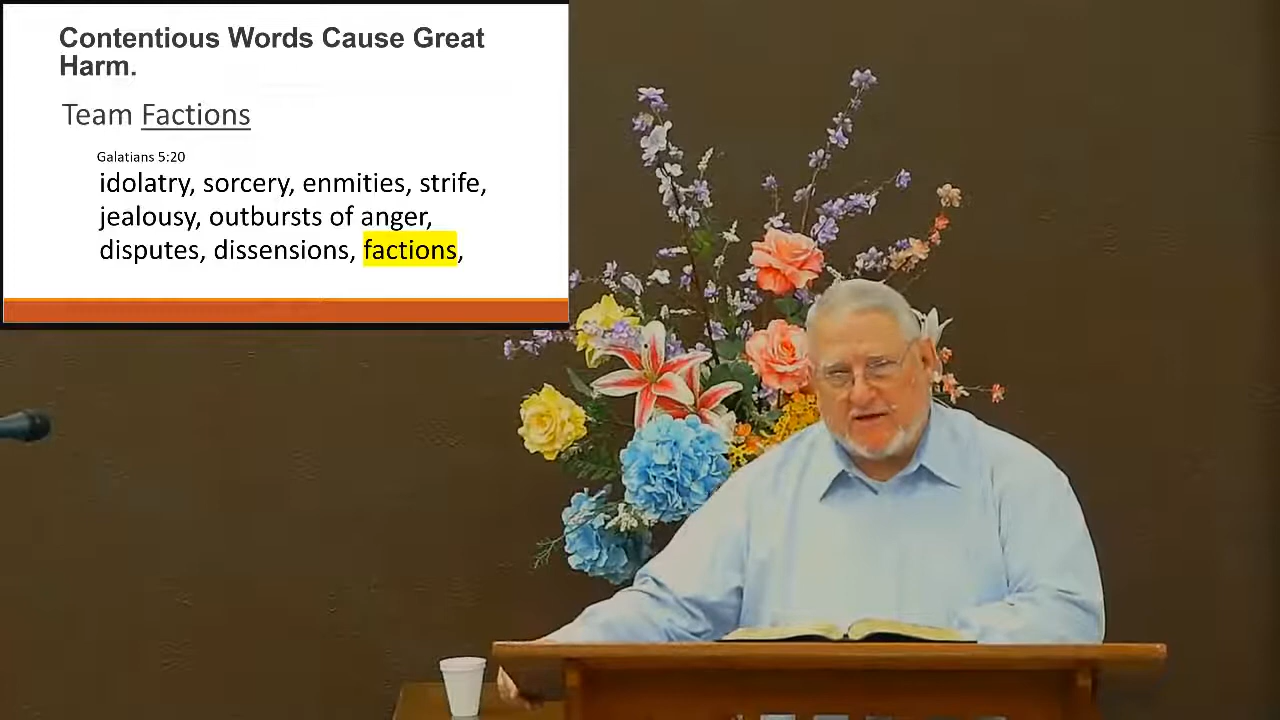 Contentious Words Cause Great
Harm.
Team Factions
Galatians 5:20
idolatry, sorcery, enmities, strife,
jealousy, outbursts of anger,
disputes, dissensions, factions,